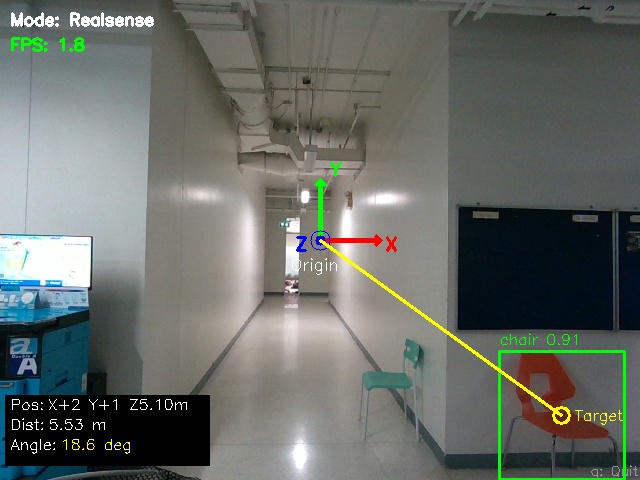 Mode: Realsense
FPS: 1.8
Y
Z
X
Origin
chair 0.91
Target
a
Double A
A
Pos: X+2 Y+1 Z5.10m
Dist: 5.53 m
Angle: 18.6 deg
q: Quit